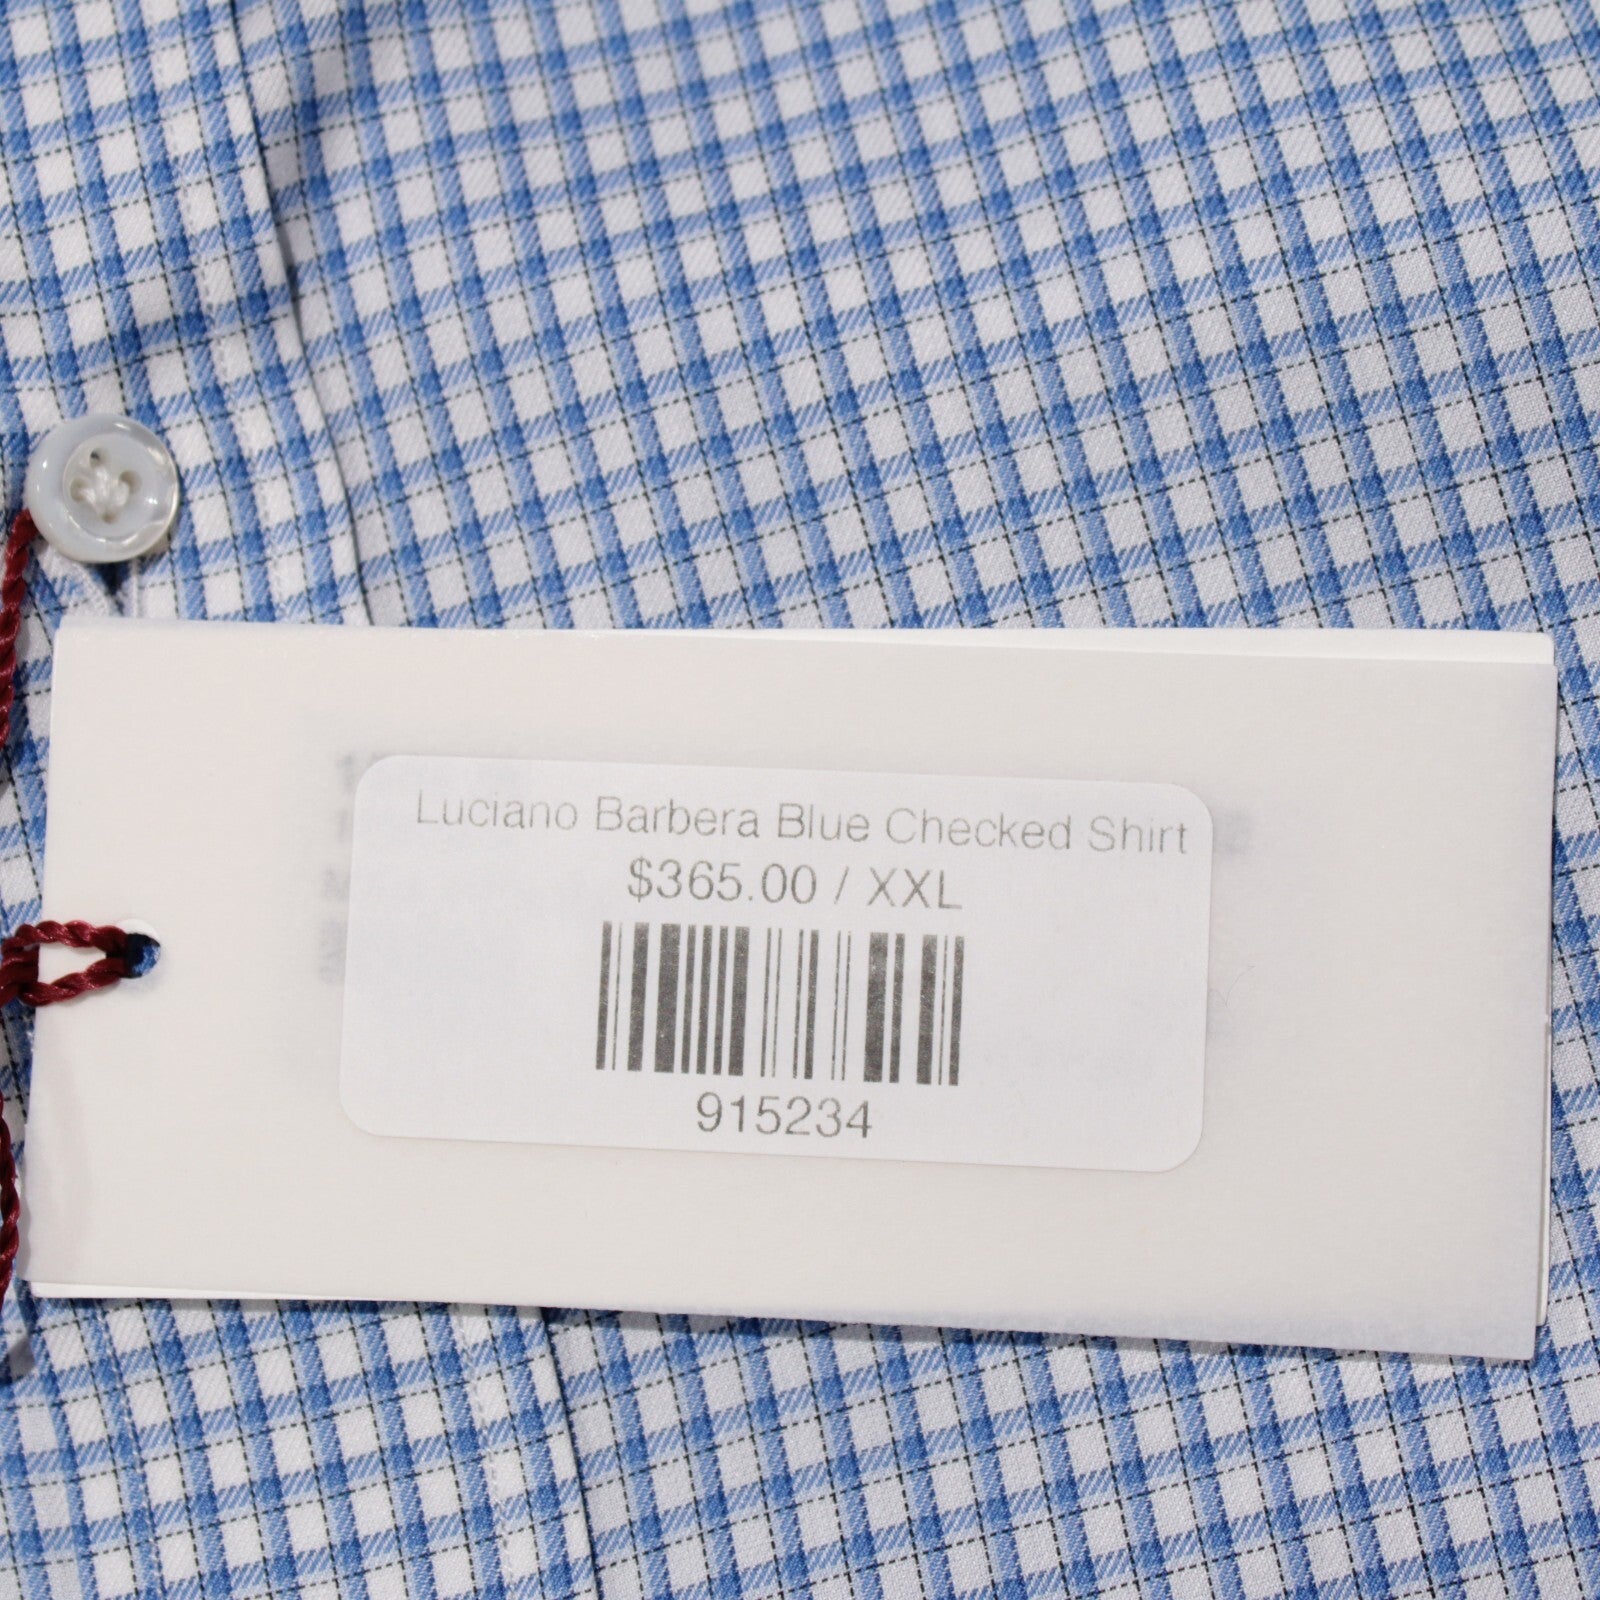 Luciano Barbera Blue Checked Shirt
$365.00 / XXL
915234